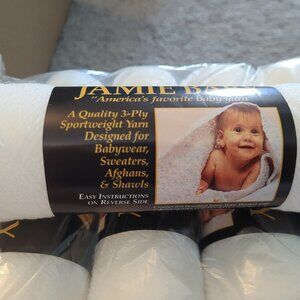 JAMIE BABY
"America's favorite baby yarn"
A Quality 3-Ply
Sportweight Yarn
Designed for
Babywear,
Sweaters,
Afghans,
& Shawls
EASY INSTRUCTIONS
ON REVERSE SIDE